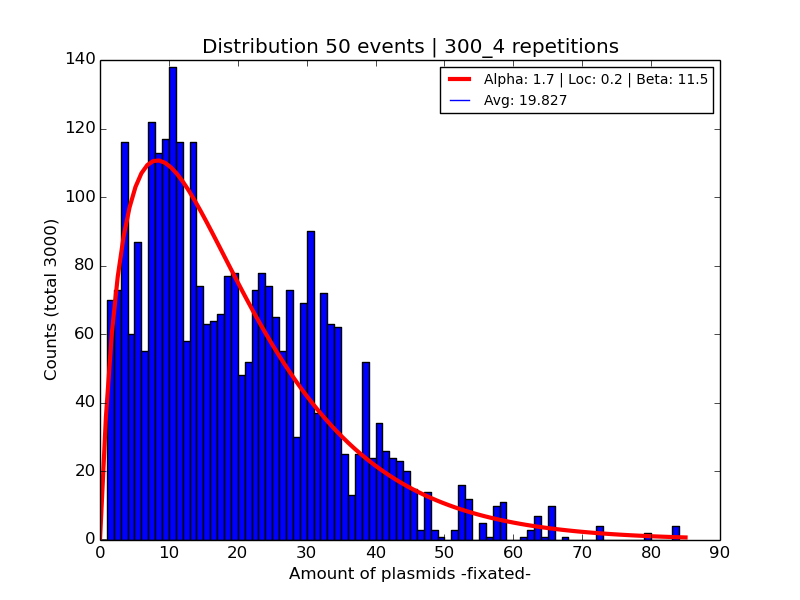 Distribution 50 events | 300_4 repetitions
Alpha: 1.7 | Loc: 0.2 | Beta: 11.5
Avg: 19.827
Counts (total 3000)
140
120
100
80
60
40
20
0
0 10 20 30 40 50 60 70 80 90
Amount of plasmids -fixated-